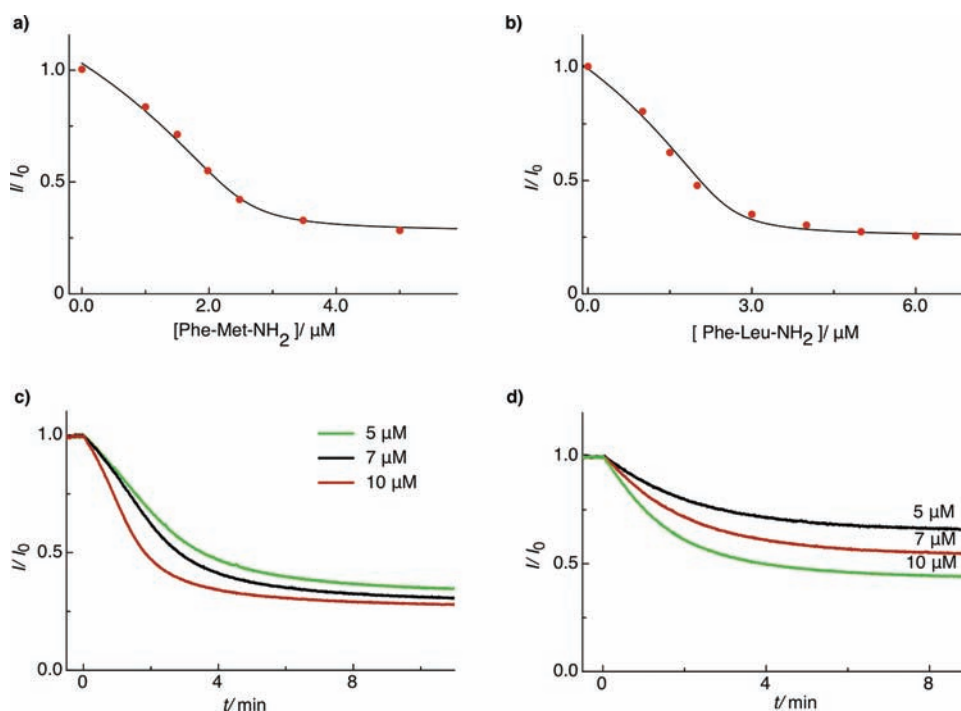 a)
1.0
0.5
0
I/ I0
0.0
2.0
4.0
[Phe-Met-NH2]/ μM
b)
1.0
0.5
0
I/ I0
0.0
3.0
6.0
[ Phe-Leu-NH2]/ μM
c)
1.0
0.5
0.0
I/ I0
0
4
8
t/ min
5 μM
7 μM
10 μM
d)
1.0
0.5
0.0
I/ I0
0
4
8
t/ min
5 μM
7 μM
10 μM